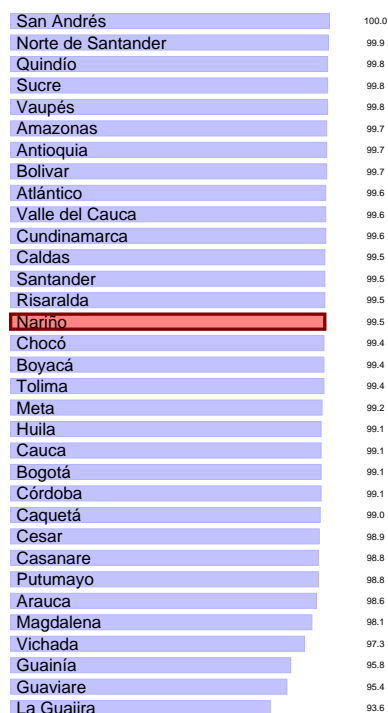 San Andrés 100.0
Norte de Santander 99.9
Quindío 99.8
Sucre 99.8
Vaupés 99.8
Amazonas 99.7
Antioquia 99.7
Bolivar 99.7
Atlántico 99.6
Valle del Cauca 99.6
Cundinamarca 99.6
Caldas 99.5
Santander 99.5
Risaralda 99.5
Nariño 99.5
Chocó 99.4
Boyacá 99.4
Tolima 99.4
Meta 99.2
Huila 99.1
Cauca 99.1
Bogotá 99.1
Córdoba 99.1
Caquetá 99.0
Cesar 98.9
Casanare 98.8
Putumayo 98.8
Arauca 98.6
Magdalena 98.1
Vichada 97.3
Guainía 95.8
Guaviare 95.4
La Guajira 93.6